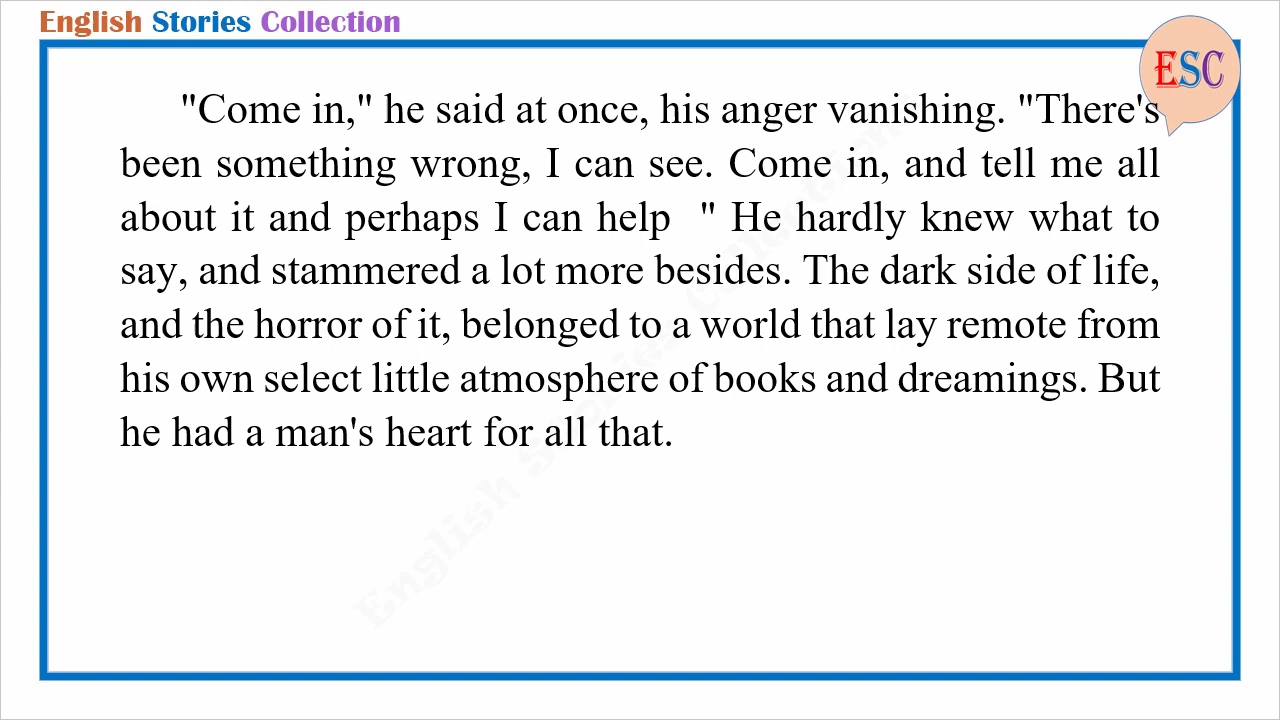 English Stories Collection
ESC
"Come in," he said at once, his anger vanishing. "There's
been something wrong, I can see. Come in, and tell me all
about it and perhaps I can help  " He hardly knew what to
say, and stammered a lot more besides. The dark side of life,
and the horror of it, belonged to a world that lay remote from
his own select little atmosphere of books and dreamings. But
he had a man's heart for all that.
English Stories Collection